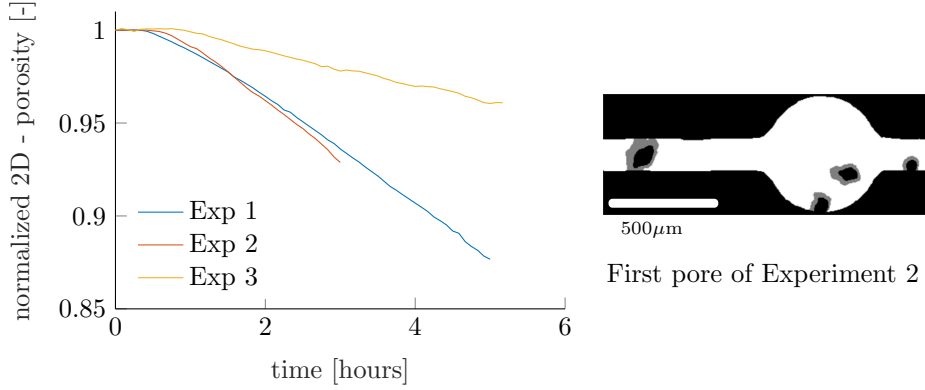 normalized 2D - porosity [-]
1
0.95
0.9
0.85
Exp 1
Exp 2
Exp 3
0
2
4
6
time [hours]
500μm
First pore of Experiment 2